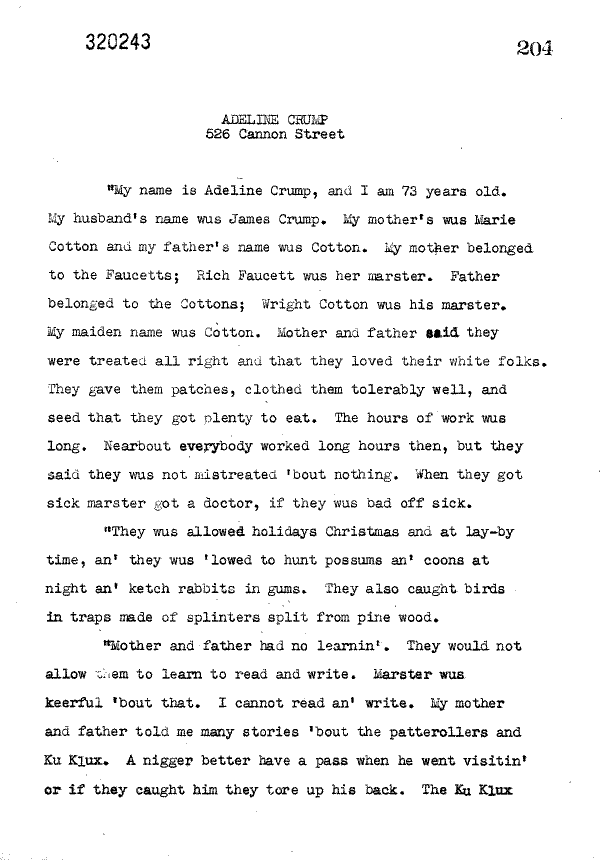 320243
204
ADELINE CRUMP
526 Cannon Street
"My name is Adeline Crump, and I am 73 years old.
My husband's name wus James Crump. My mother's wus Marie
Cotton and my father's name wus Cotton. My mother belonged
to the Faucetts; Rich Faucett wus her marster. Father
belonged to the Cottons; Wright Cotton wus his marster.
My maiden name wus Cotton. Mother and father said they
were treated all right and that they loved their white folks.
They gave them patches, clothed them tolerably well, and
seed that they got plenty to eat. The hours of work wus
long. Nearbout everybody worked long hours then, but they
said they wus not mistreated 'bout nothing. When they got
sick marster got a doctor, if they wus bad off sick.
"They wus allowed holidays Christmas and at lay-by
time, an' they wus 'lowed to hunt possums an' coons at
night an' ketch rabbits in gums. They also caught birds
in traps made of splinters split from pine wood.
"Mother and father had no learnin'. They would not
allow them to learn to read and write. Marster wus
keerful 'bout that. I cannot read an' write. My mother
and father told me many stories 'bout the patterollers and
Ku Klux. A nigger better have a pass when he went visitin'
or if they caught him they tore up his back. The Ku Klux